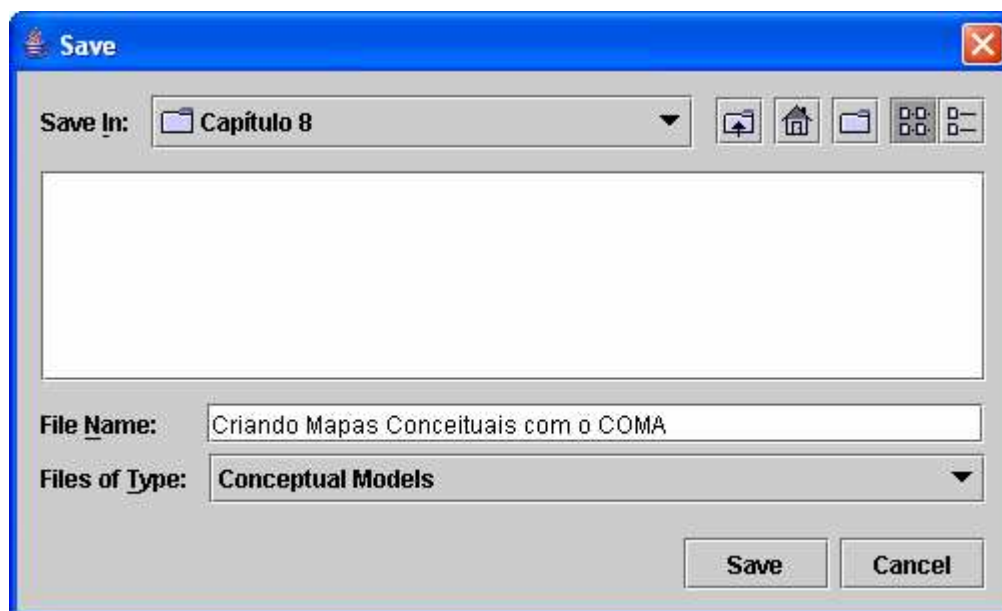 Save
Save In: Capítulo 8
File Name: Criando Mapas Conceituais com o COMA
Files of Type: Conceptual Models
Save Cancel